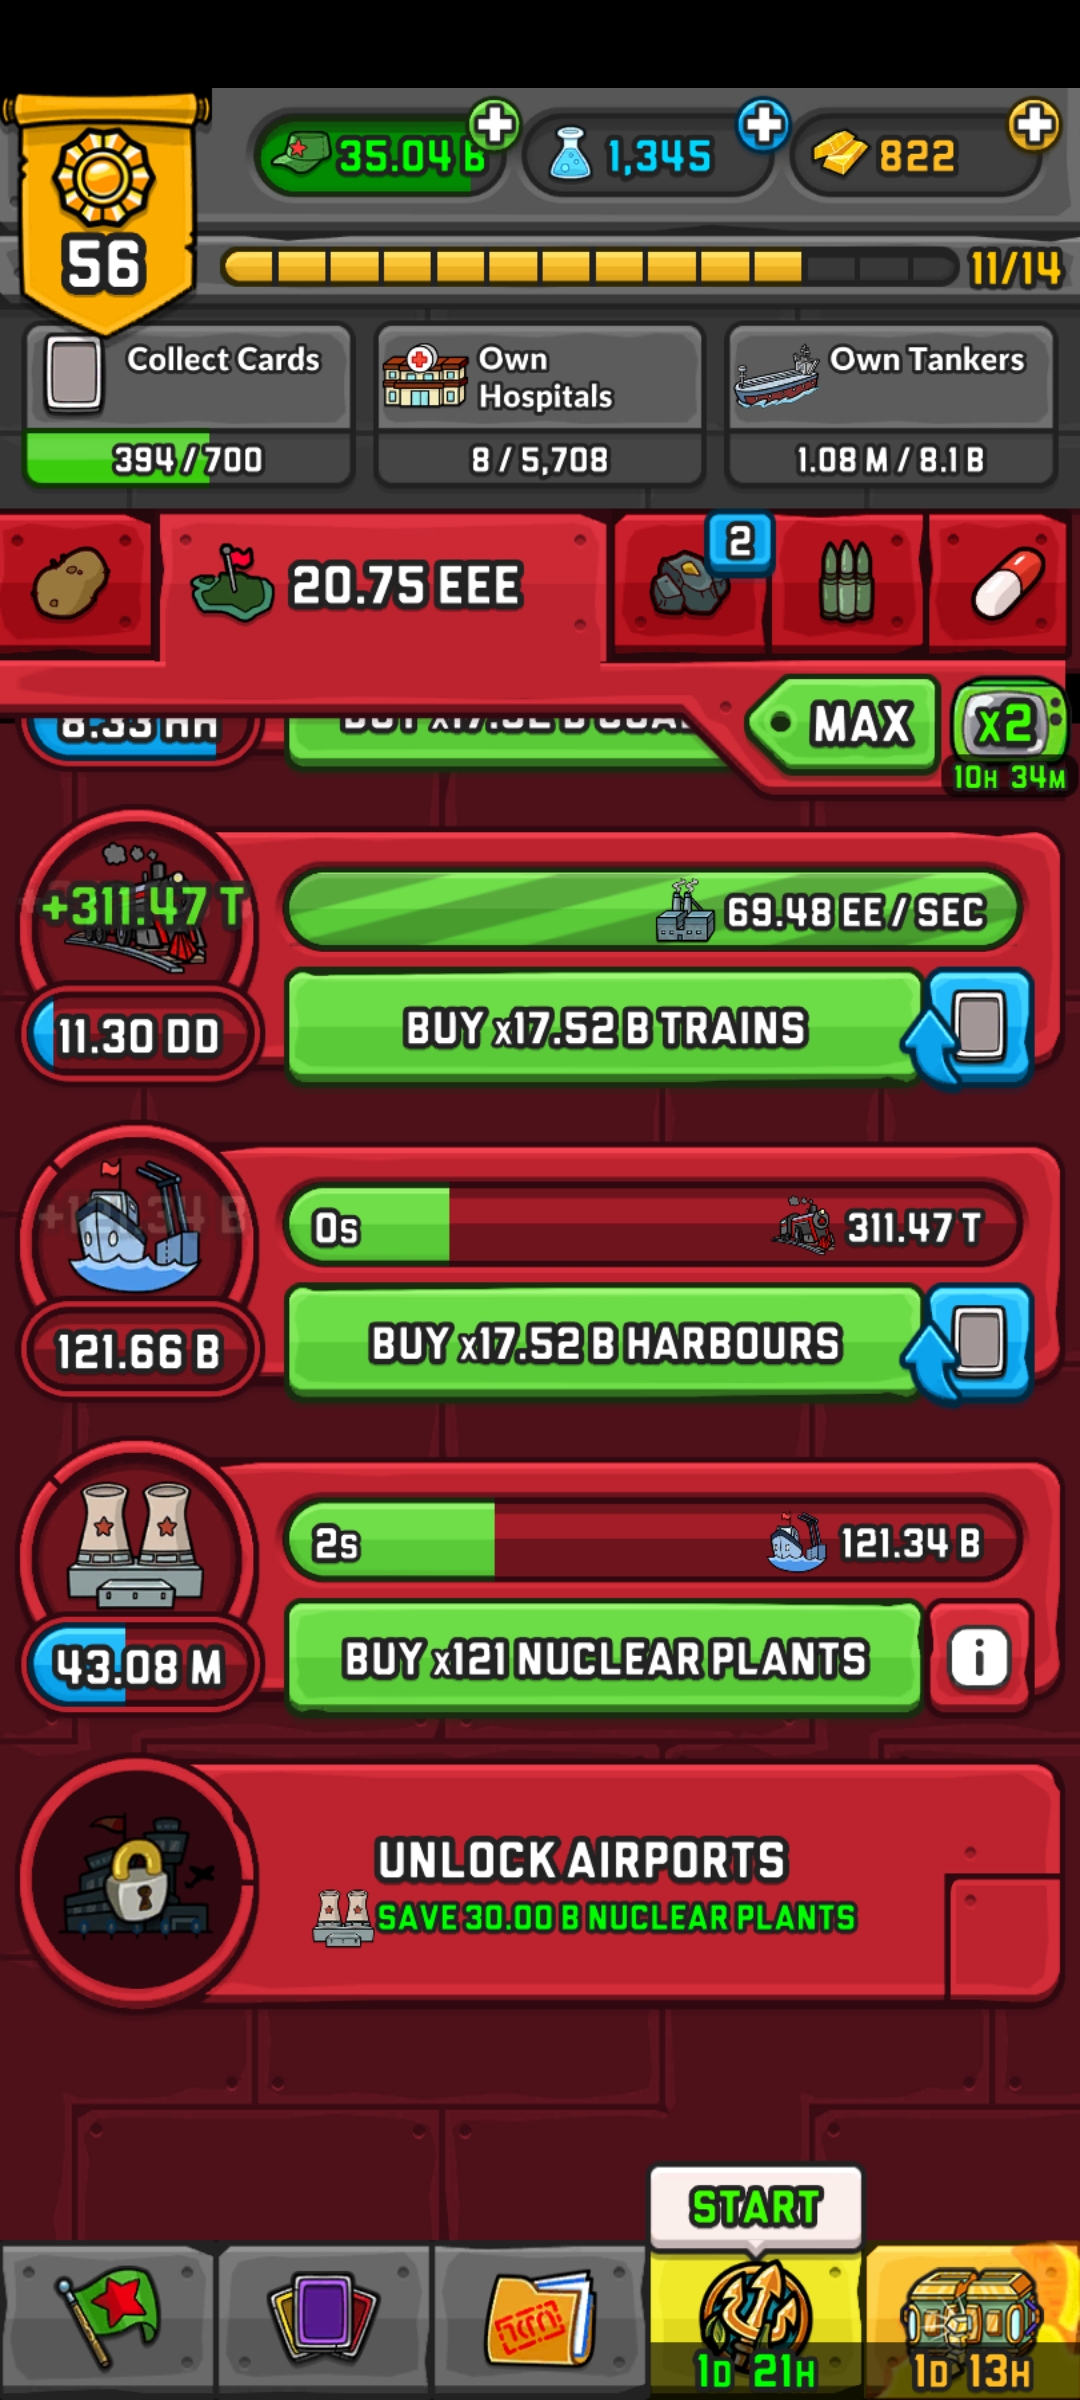 35.04 B
1,345
822
56
11/14
Collect Cards
394/700
Own
Hospitals
8/5,708
Own Tankers
1.08 M/8.1 B
20.75 EEE
2
MAX
x2
10H 34M
+311.47 T
69.48 EE/SEC
11.30 DD
BUY x17.52 B TRAINS
0s
311.47 T
121.66 B
BUY x17.52 B HARBOURS
2s
121.34 B
43.08 M
BUY x121 NUCLEAR PLANTS
i
UNLOCK AIRPORTS
SAVE 30.00 B NUCLEAR PLANTS
START
1D 21H
1D 13H